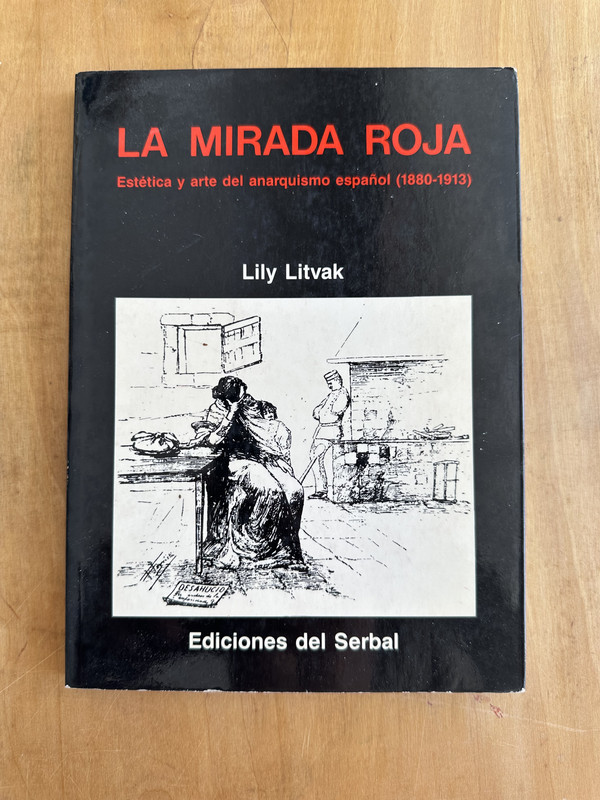 LA MIRADA ROJA
Estética y arte del anarquismo español (1880-1913)
Lily Litvak
DESAHUCIO
Ediciones del Serbal